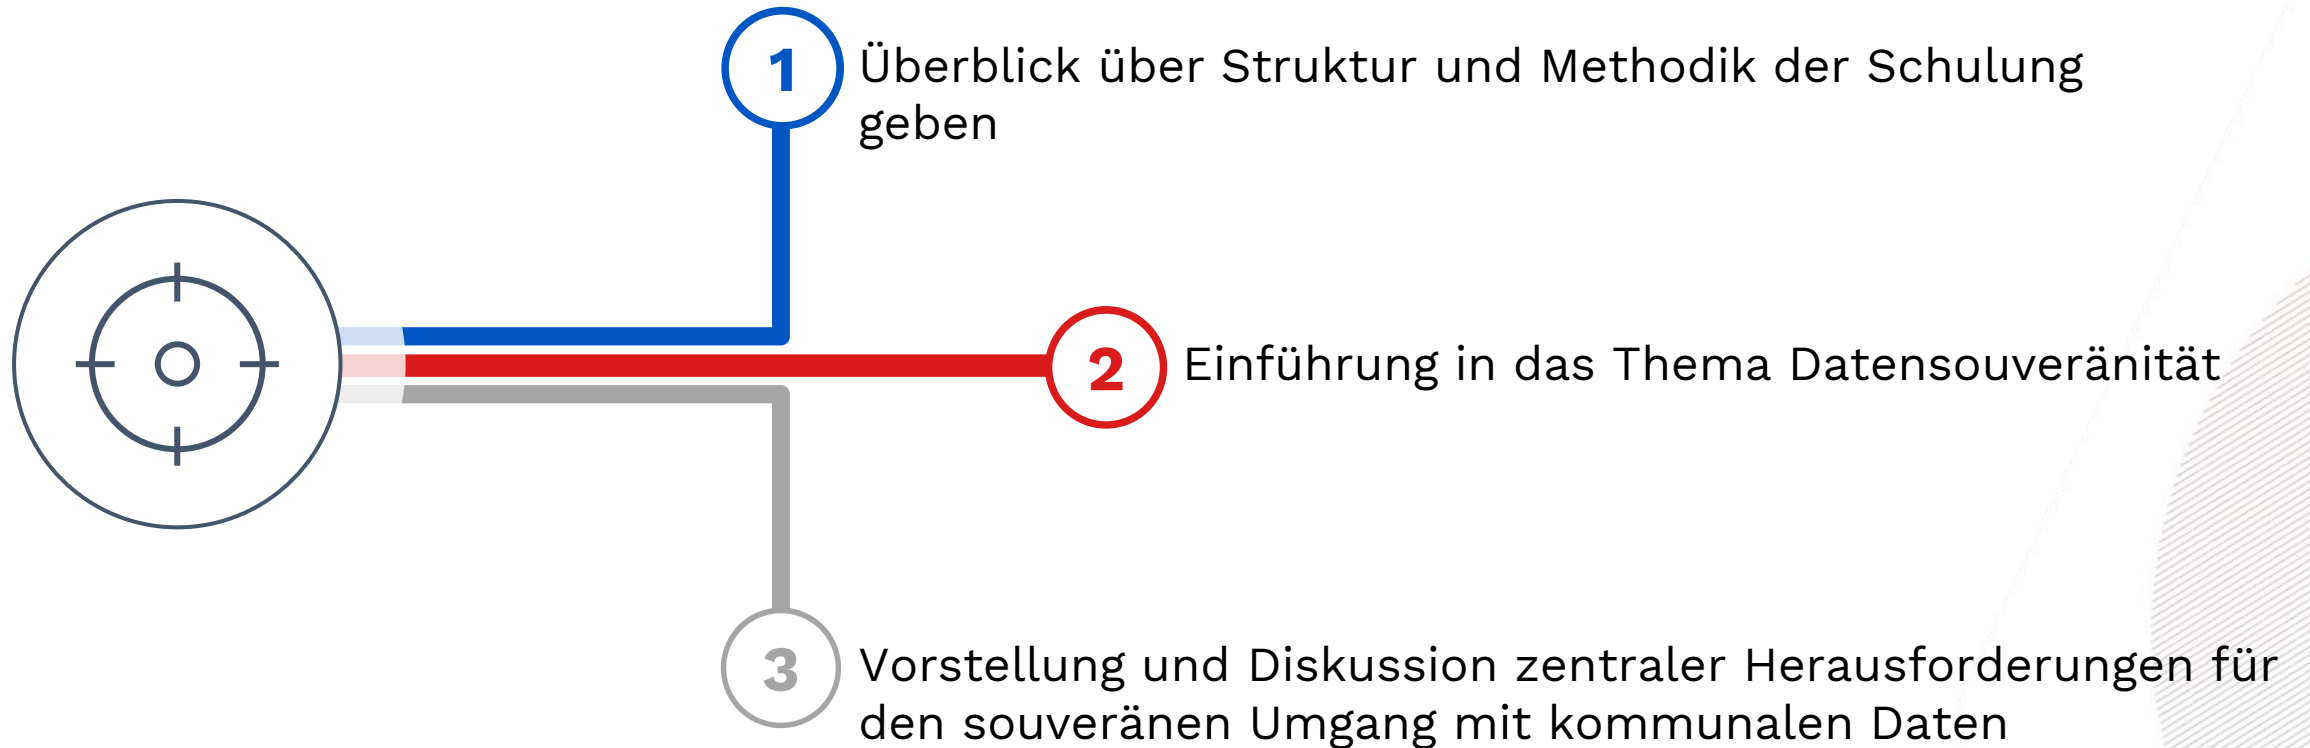 1
Überblick über Struktur und Methodik der Schulung
geben
2
Einführung in das Thema Datensouveränität
3
Vorstellung und Diskussion zentraler Herausforderungen für
den souveränen Umgang mit kommunalen Daten